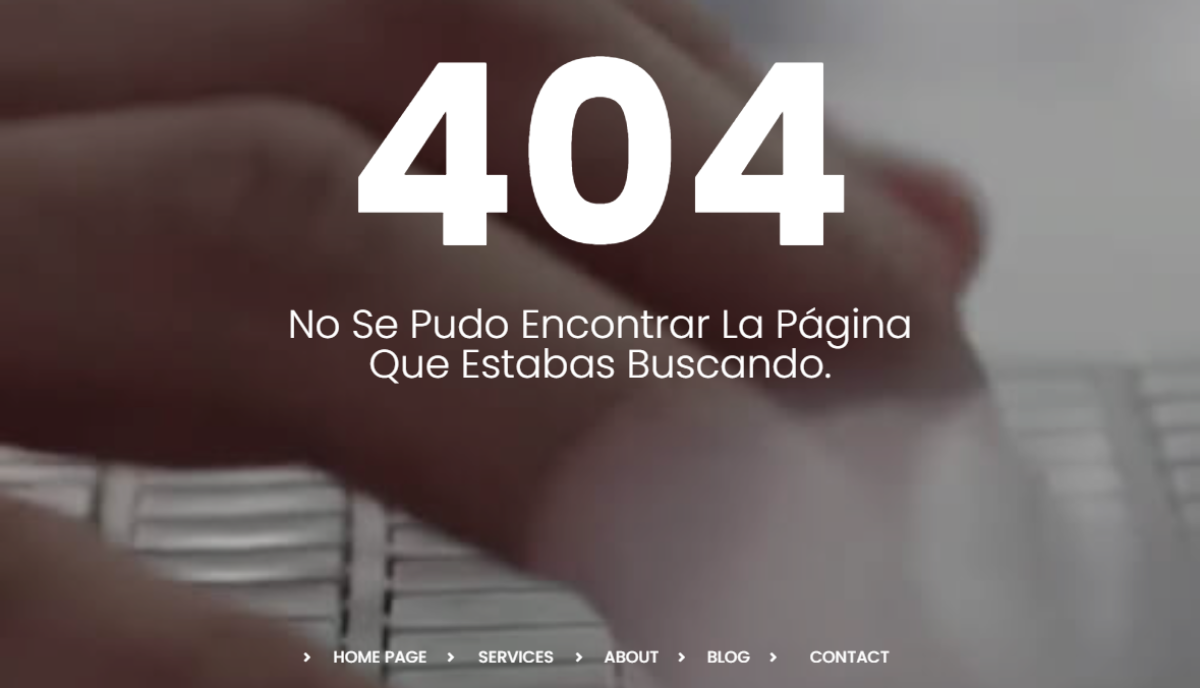 404
No Se Pudo Encontrar La Página
Que Estabas Buscando.
› HOME PAGE › SERVICES › ABOUT › BLOG › CONTACT